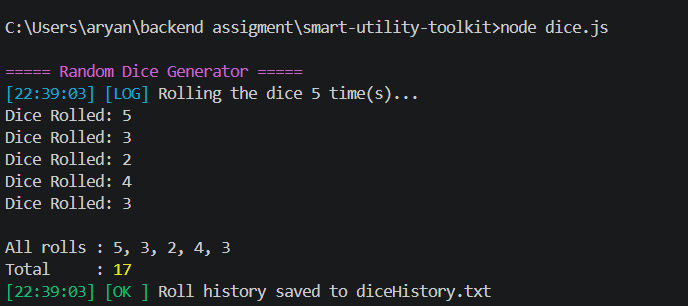 C:\Users\aryan\backend assigment\smart-utility-toolkit>node dice.js
===== Random Dice Generator =====
[22:39:03] [LOG] Rolling the dice 5 time(s)...
Dice Rolled: 5
Dice Rolled: 3
Dice Rolled: 2
Dice Rolled: 4
Dice Rolled: 3
All rolls : 5, 3, 2, 4, 3
Total     : 17
[22:39:03] [OK ] Roll history saved to diceHistory.txt